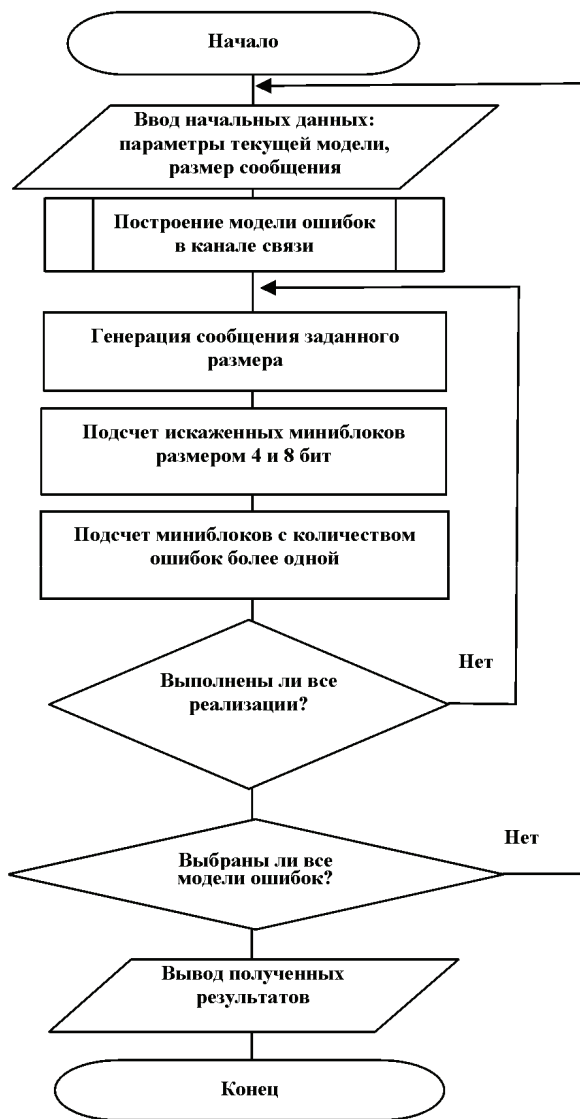 Начало
Ввод начальных данных:
параметры текущей модели,
размер сообщения
Построение модели ошибок
в канале связи
Генерация сообщения заданного
размера
Подсчет искаженных миниблоков
размером 4 и 8 бит
Подсчет миниблоков с количеством
ошибок более одной
Нет
Выполнены ли все
реализации?
Нет
Выбраны ли все
модели ошибок?
Вывод полученных
результатов
Конец